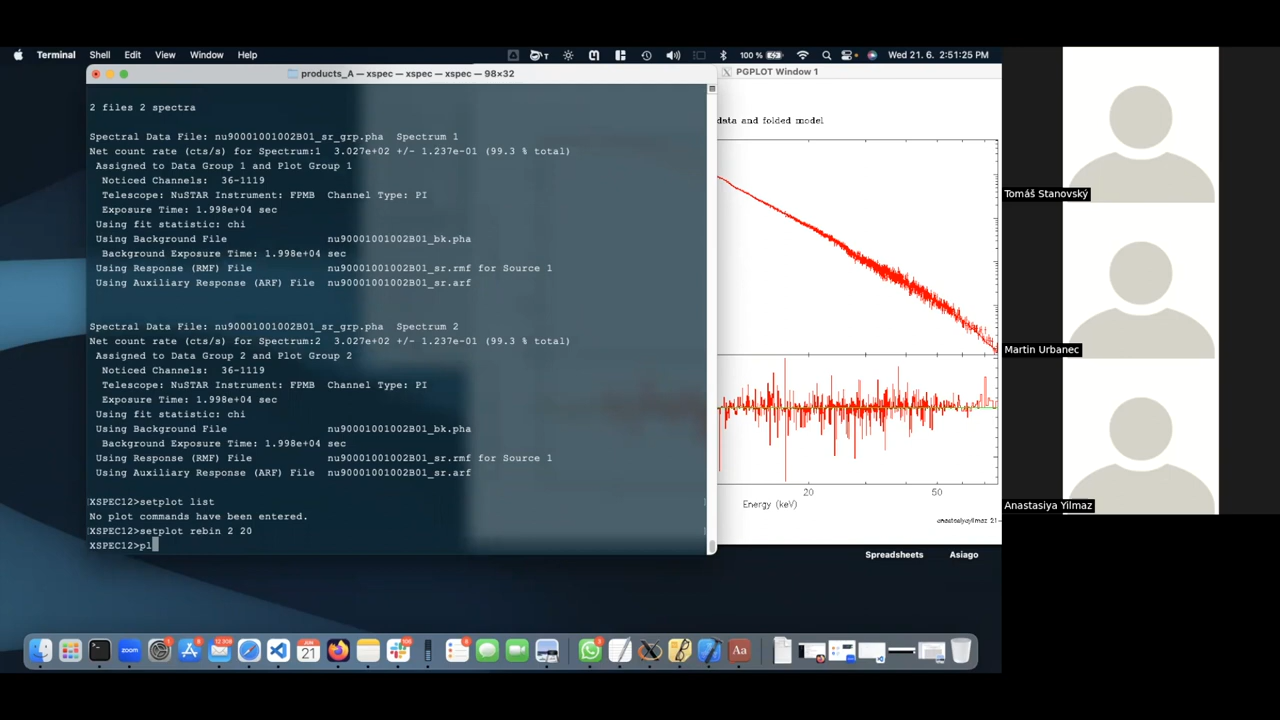 Terminal Shell Edit View Window Help
100 % Wed 21. 6. 2:51:25 PM
products_A — xspec — xspec — xspec — 98×32
2 files 2 spectra
Spectral Data File: nu90001001002B01_sr_grp.pha Spectrum 1
Net count rate (cts/s) for Spectrum:1 3.027e+02 +/- 1.237e-01 (99.3 % total)
Assigned to Data Group 1 and Plot Group 1
Noticed Channels: 36-1119
Telescope: NuSTAR Instrument: FPMB Channel Type: PI
Exposure Time: 1.998e+04 sec
Using fit statistic: chi
Using Background File nu90001001002B01_bk.pha
Background Exposure Time: 1.998e+04 sec
Using Response (RMF) File nu90001001002B01_sr.rmf for Source 1
Using Auxiliary Response (ARF) File nu90001001002B01_sr.arf
Spectral Data File: nu90001001002B01_sr_grp.pha Spectrum 2
Net count rate (cts/s) for Spectrum:2 3.027e+02 +/- 1.237e-01 (99.3 % total)
Assigned to Data Group 2 and Plot Group 2
Noticed Channels: 36-1119
Telescope: NuSTAR Instrument: FPMB Channel Type: PI
Exposure Time: 1.998e+04 sec
Using fit statistic: chi
Using Background File nu90001001002B01_bk.pha
Background Exposure Time: 1.998e+04 sec
Using Response (RMF) File nu90001001002B01_sr.rmf for Source 1
Using Auxiliary Response (ARF) File nu90001001002B01_sr.arf
XSPEC12>setplot list
No plot commands have been entered.
XSPEC12>setplot rebin 2 20
XSPEC12>pl
PGPLOT Window 1
data and folded model
20 50
Energy (keV)
Spreadsheets Asiago
Tomáš Stanovský
Martin Urbanec
Anastasiya Yilmaz
zoom
JUN
21
Aa